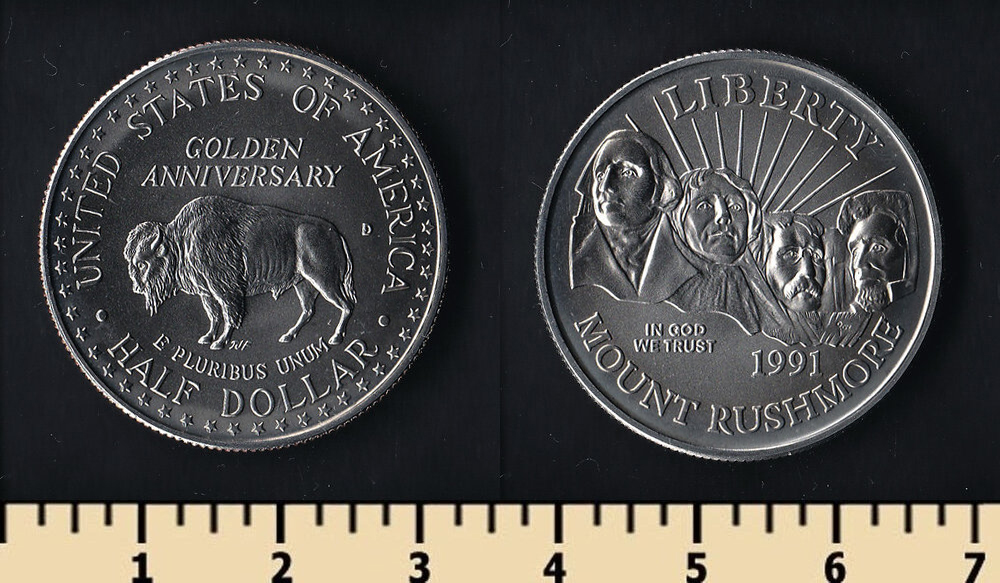 UNITED STATES OF AMERICA
GOLDEN
ANNIVERSARY
D
E PLURIBUS UNUM
HALF DOLLAR
LIBERTY
IN GOD
WE TRUST
1991
MOUNT RUSHMORE
1 2 3 4 5 6 7